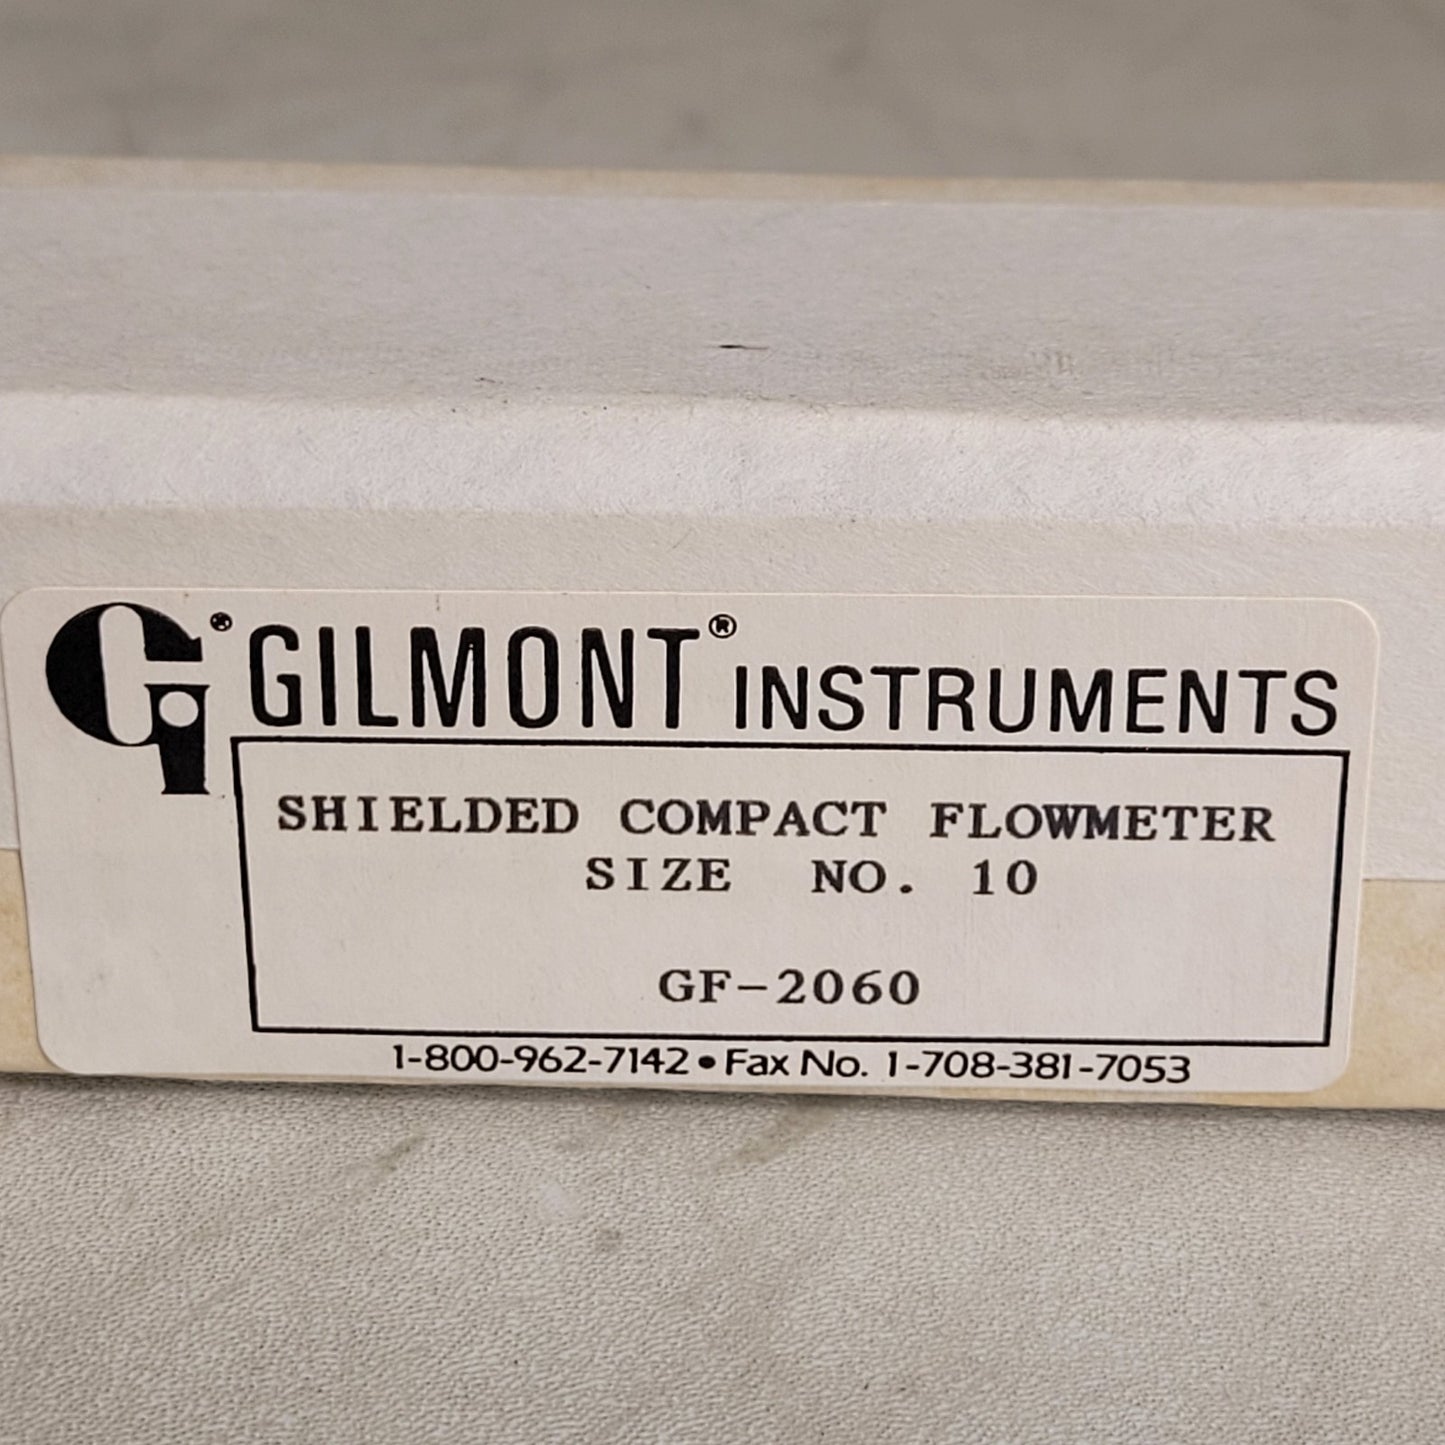 GILMONT® INSTRUMENTS
SHIELDED COMPACT FLOWMETER
SIZE NO. 10
GF-2060
1-800-962-7142 • Fax No. 1-708-381-7053